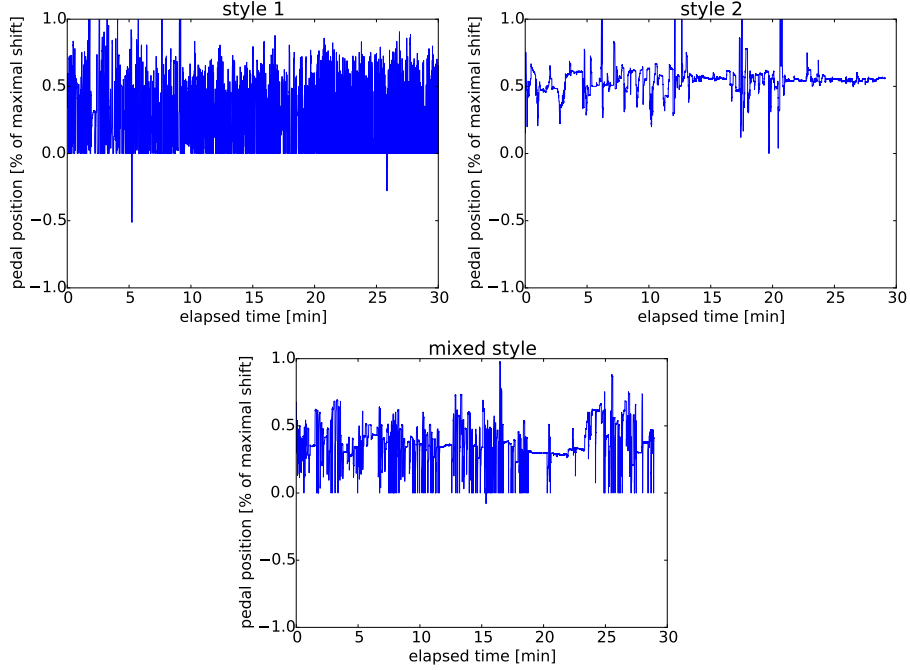 style 1
pedal position [% of maximal shift]
1.0
0.5
0.0
−0.5
−1.0
0 5 10 15 20 25 30
elapsed time [min]
style 2
pedal position [% of maximal shift]
1.0
0.5
0.0
−0.5
−1.0
0 5 10 15 20 25 30
elapsed time [min]
mixed style
pedal position [% of maximal shift]
1.0
0.5
0.0
−0.5
−1.0
0 5 10 15 20 25 30
elapsed time [min]